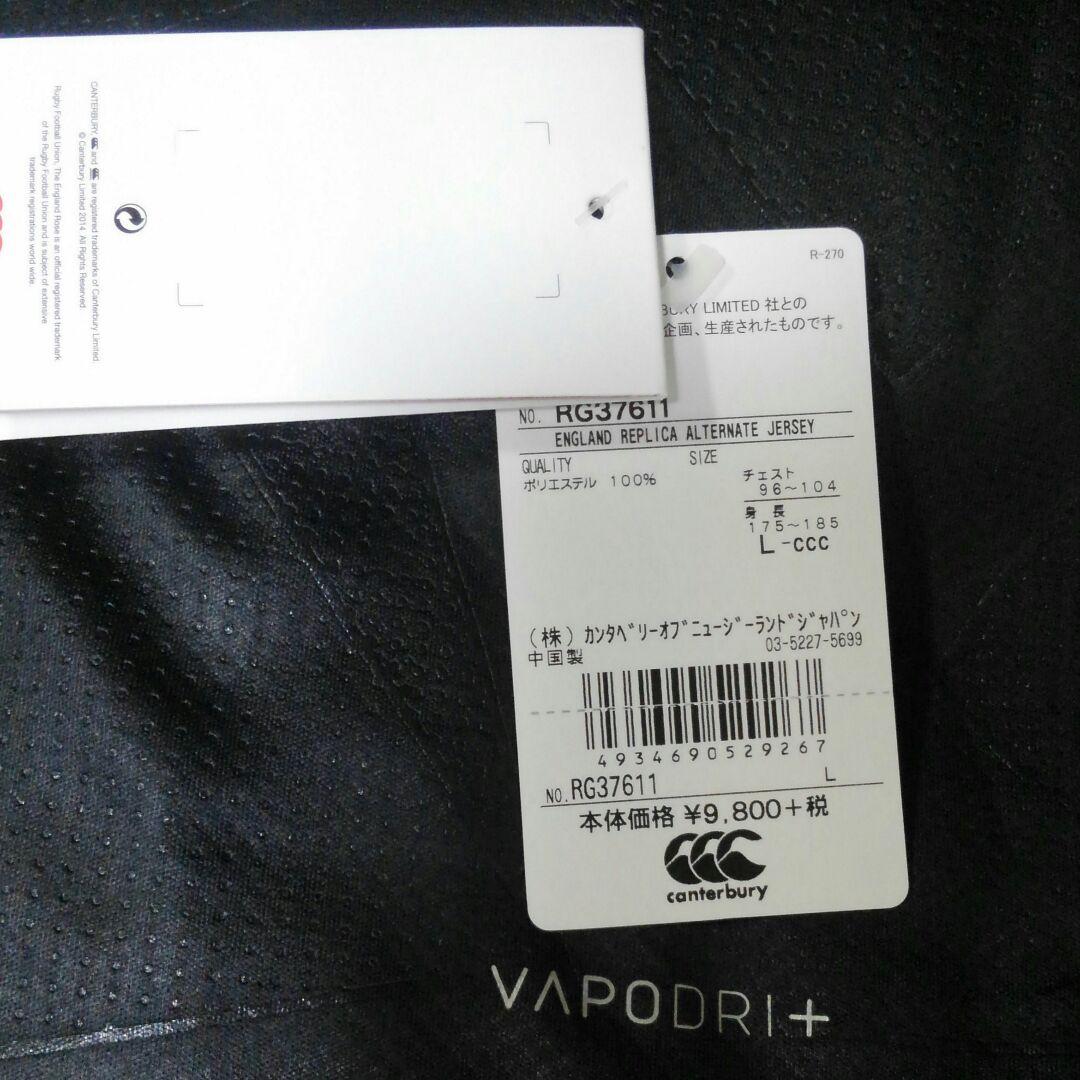 CANTERBURY, and are registered trademarks of Canterbury Limited.
© Canterbury Limited 2014. All Rights Reserved.
Rugby Football Union. The England Rose is an official registered trademark
of the Rugby Football Union and is subject of extensive
trademark registrations world wide.
R-270
BURY LIMITED 社との
企画、生産されたものです。
NO. RG37611
ENGLAND REPLICA ALTERNATE JERSEY
QUALITY SIZE
ポリエステル 100%
チェスト
96~104
身 長
175~185
L-CCC
(株)カンタベリーオブニュージーランドジャパン
03-5227-5699
中国製
4934690529267
L
NO.RG37611
本体価格 ¥9,800+税
canterbury
VAPODRI+